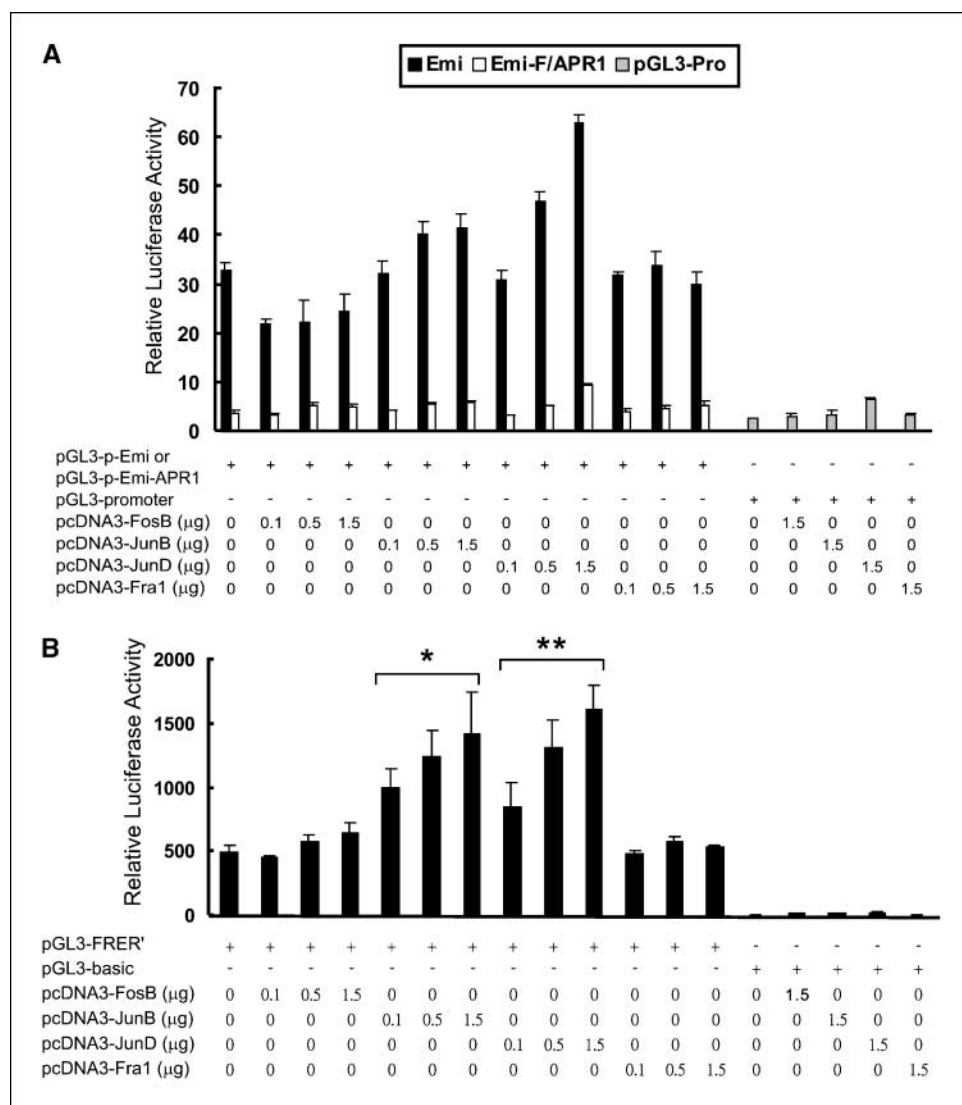 A
Emi Emi-F/APR1 pGL3-Pro
Relative Luciferase Activity
70
60
50
40
30
20
10
0
pGL3-p-Emi or
pGL3-p-Emi-APR1 + + + + + + + + + + + + + - - - - -
pGL3-promoter - - - - - - - - - - - - - + + + + +
pcDNA3-FosB (μg) 0 0.1 0.5 1.5 0 0 0 0 0 0 0 0 0 0 1.5 0 0 0
pcDNA3-JunB (μg) 0 0 0 0 0.1 0.5 1.5 0 0 0 0 0 0 0 0 1.5 0 0
pcDNA3-JunD (μg) 0 0 0 0 0 0 0 0.1 0.5 1.5 0 0 0 0 0 0 1.5 0
pcDNA3-Fra1 (μg) 0 0 0 0 0 0 0 0 0 0 0.1 0.5 1.5 0 0 0 0 1.5
B
Relative Luciferase Activity
2000
1500
1000
500
0
* **
pGL3-FRER' + + + + + + + + + + + + + - - - - -
pGL3-basic - - - - - - - - - - - - - + + + + +
pcDNA3-FosB (μg) 0 0.1 0.5 1.5 0 0 0 0 0 0 0 0 0 0 1.5 0 0 0
pcDNA3-JunB (μg) 0 0 0 0 0.1 0.5 1.5 0 0 0 0 0 0 0 0 1.5 0 0
pcDNA3-JunD (μg) 0 0 0 0 0 0 0 0.1 0.5 1.5 0 0 0 0 0 0 1.5 0
pcDNA3-Fra1 (μg) 0 0 0 0 0 0 0 0 0 0 0.1 0.5 1.5 0 0 0 0 1.5